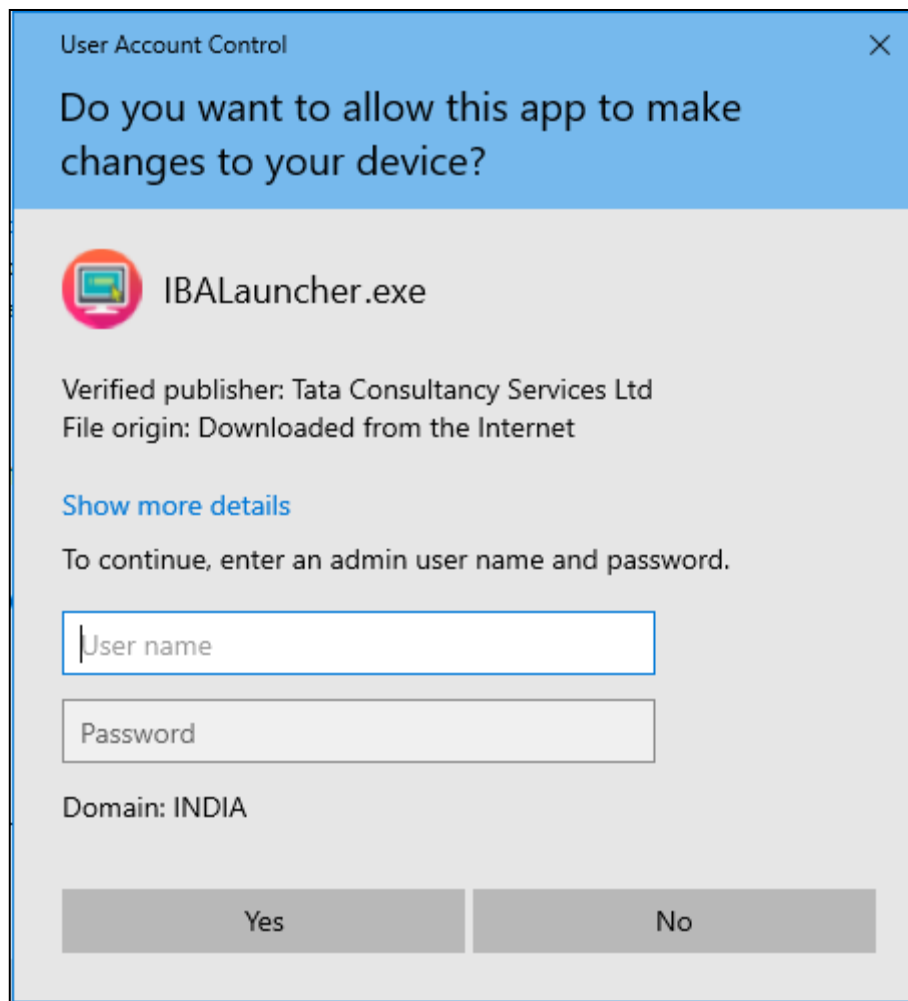 User Account Control
Do you want to allow this app to make
changes to your device?
IBALauncher.exe
Verified publisher: Tata Consultancy Services Ltd
File origin: Downloaded from the Internet
Show more details
To continue, enter an admin user name and password.
User name
Password
Domain: INDIA
Yes
No